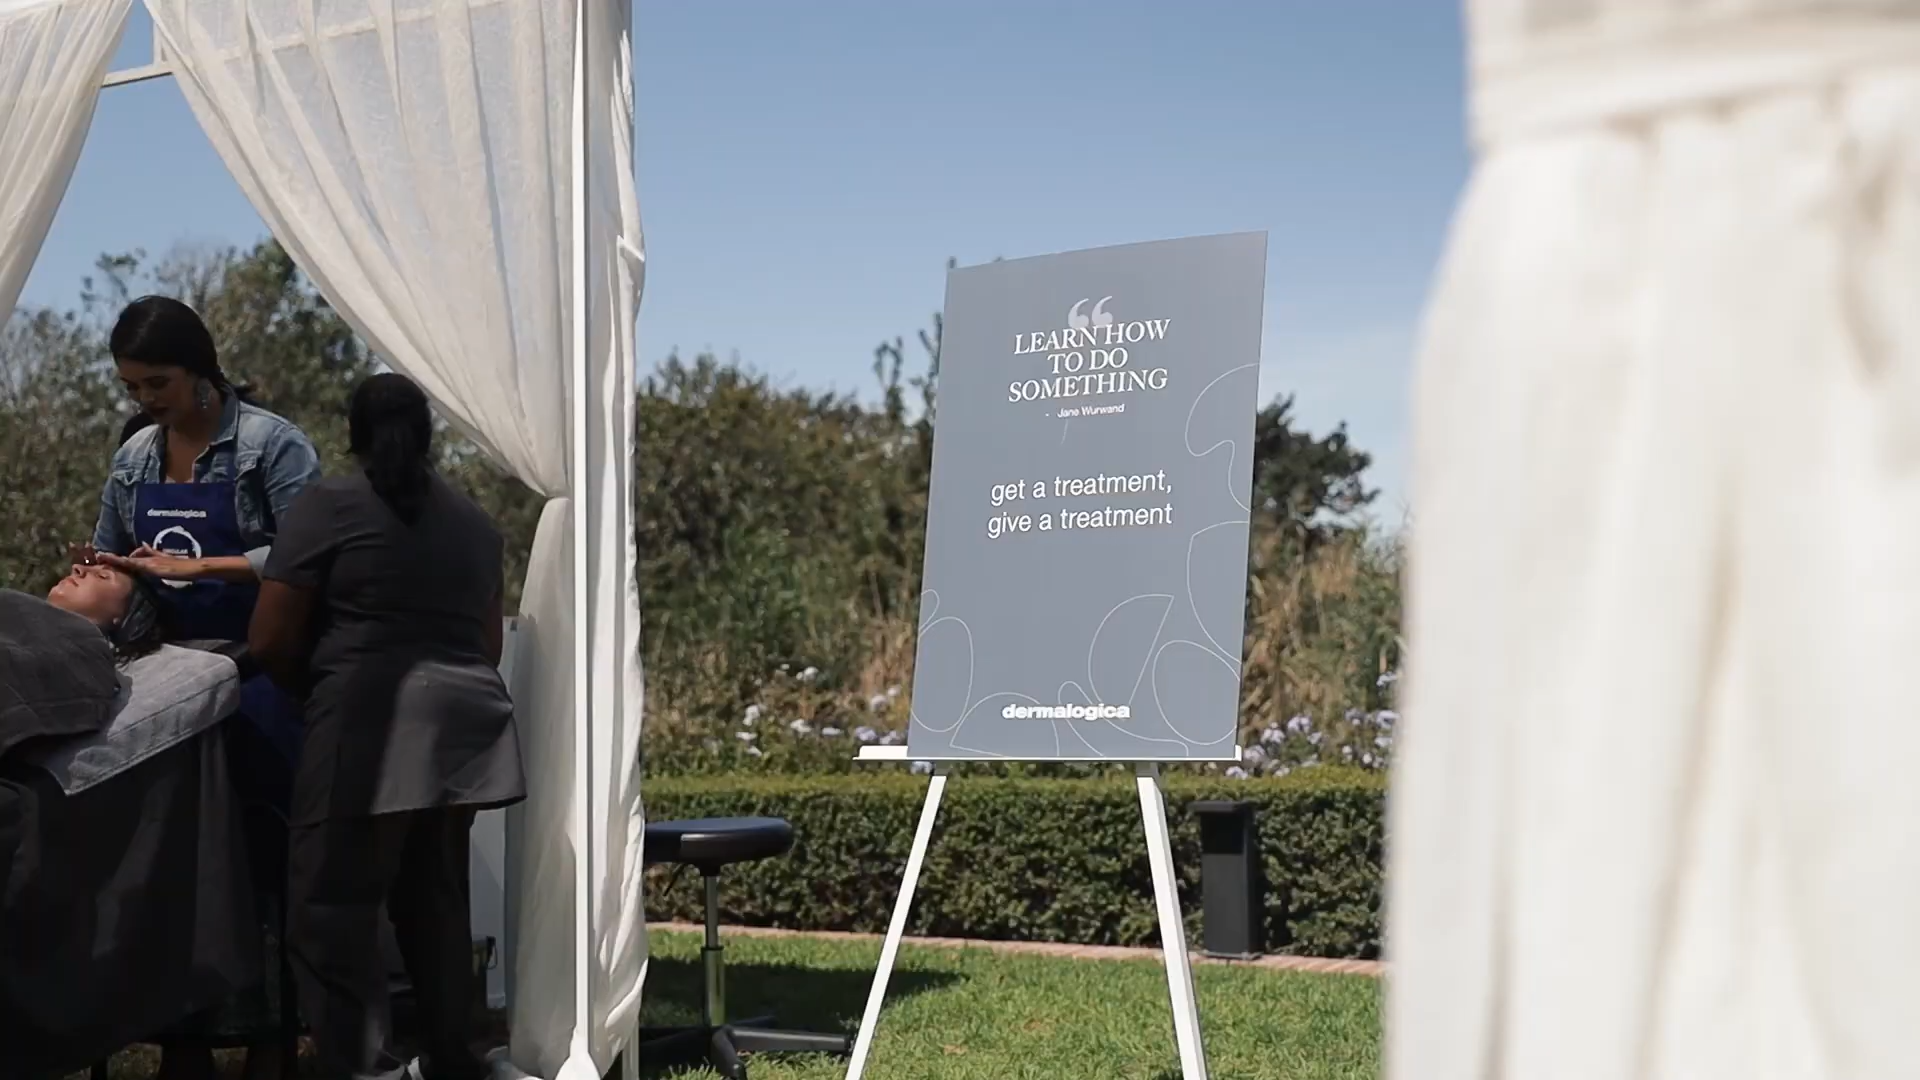 “
LEARN HOW
TO DO
SOMETHING
- Jane Wurwand
get a treatment,
give a treatment
dermalogica
dermalogica